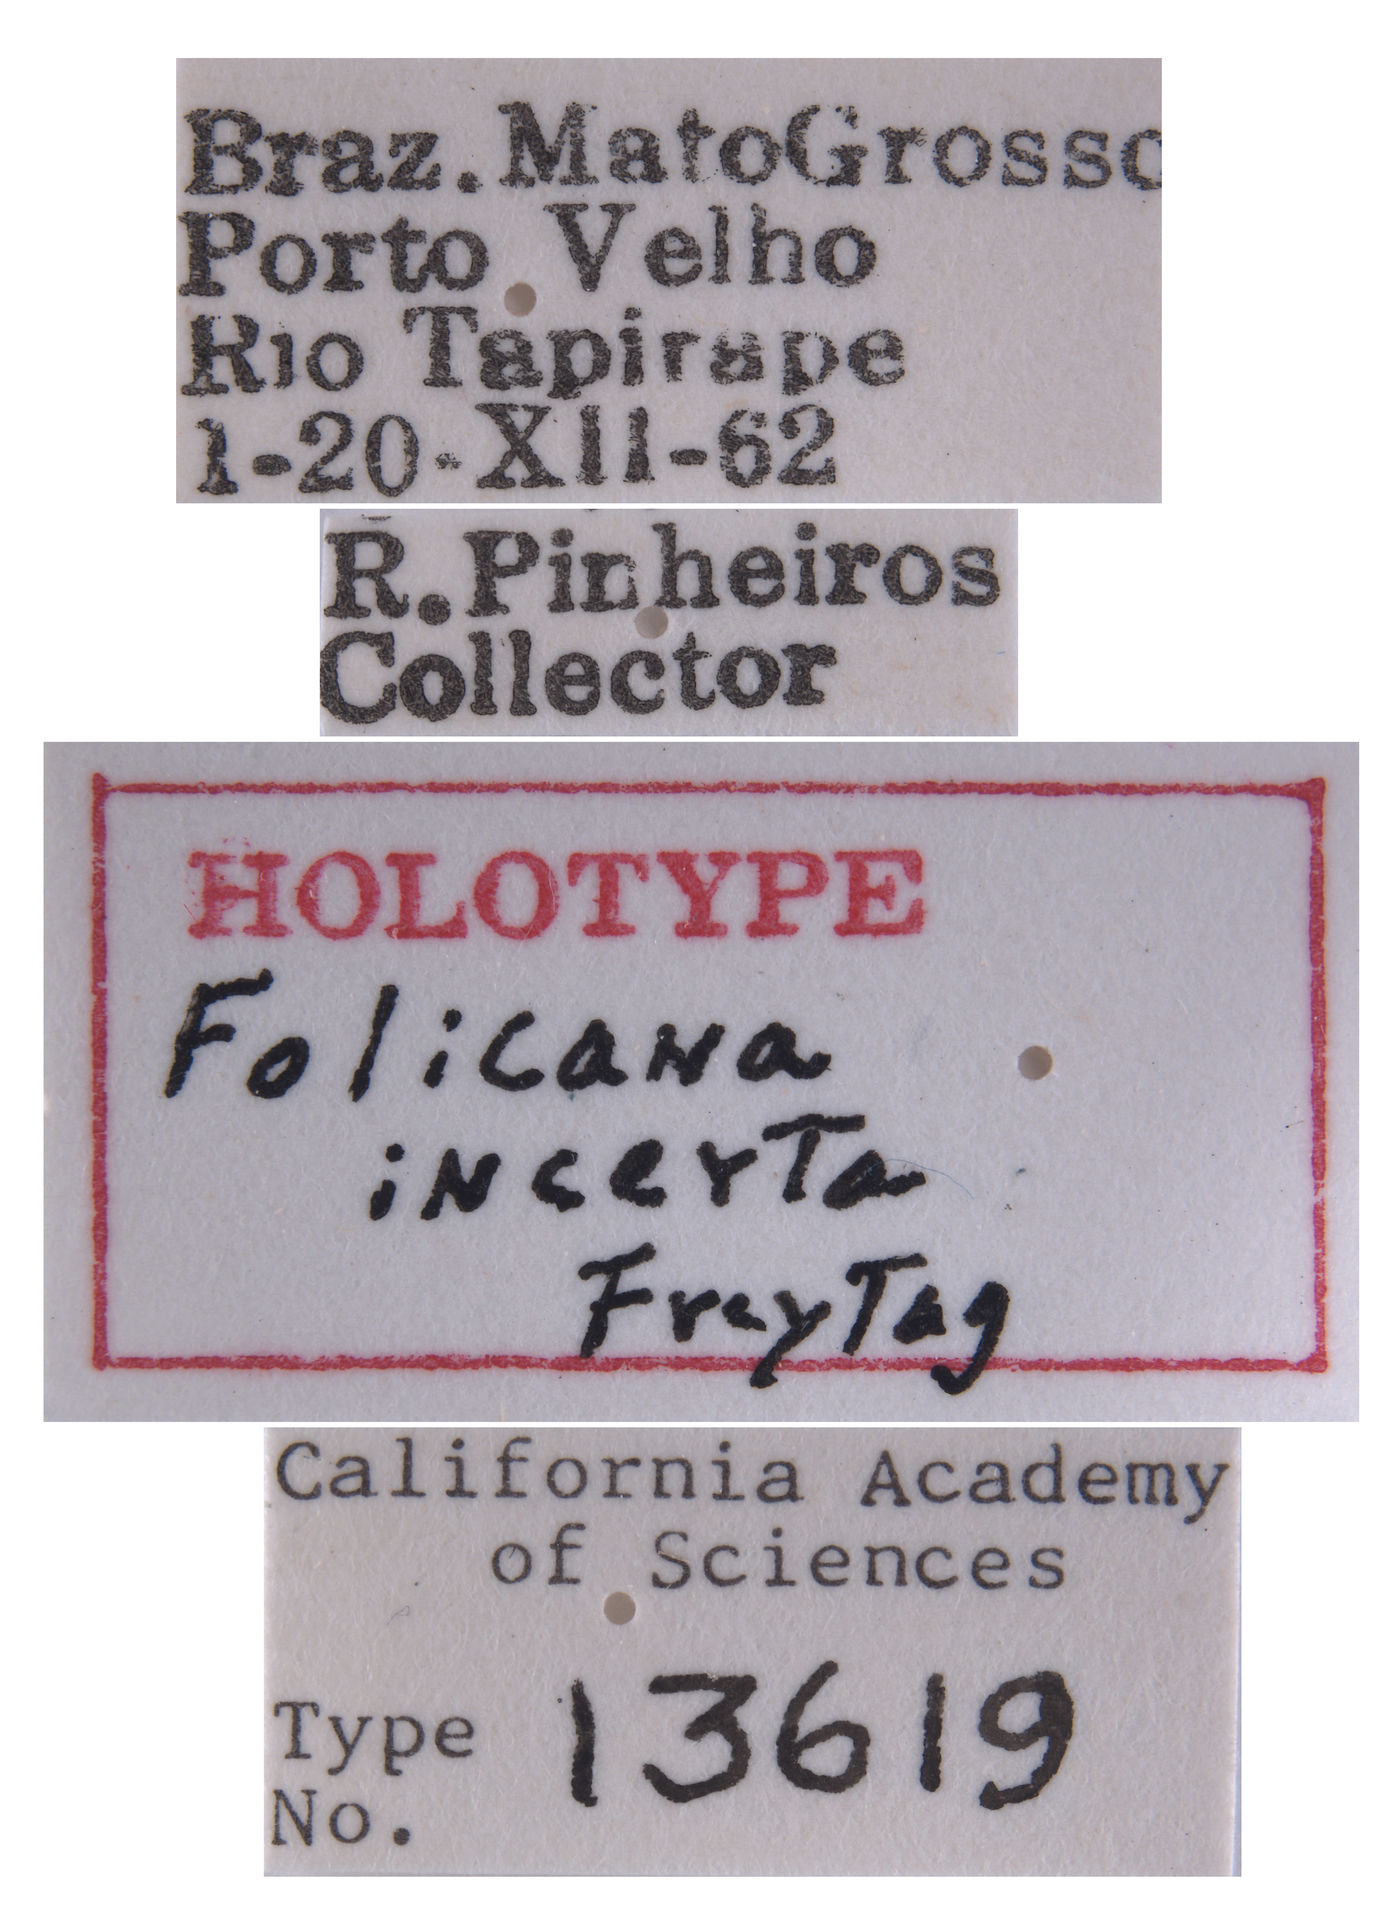 Braz. MatoGrosso
Porto Velho
Rio Tapirape
1-20-XII-62
R. Pinheiros
Collector
HOLOTYPE
Folicana
incerta
Freytag
California Academy
of Sciences
Type
No. 13619